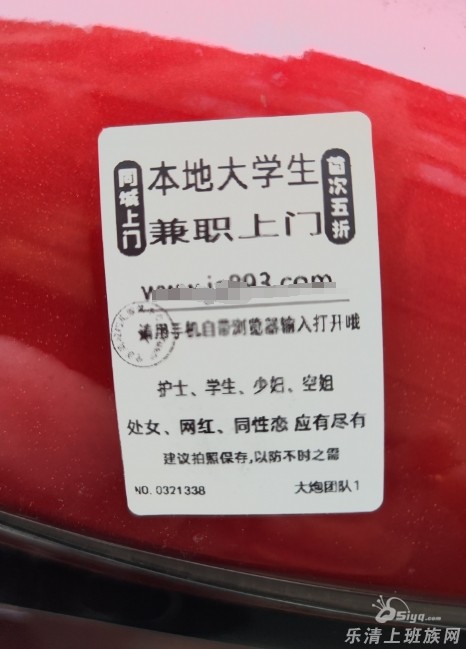 同城上门
本地大学生
首次五折
兼职上门
请用手机自带浏览器输入打开哦
护士、学生、少妇、空姐
处女、网红、同性恋 应有尽有
建议拍照保存,以防不时之需
NO. 0321338
大炮团队1
Siyq.com
乐清上班族网